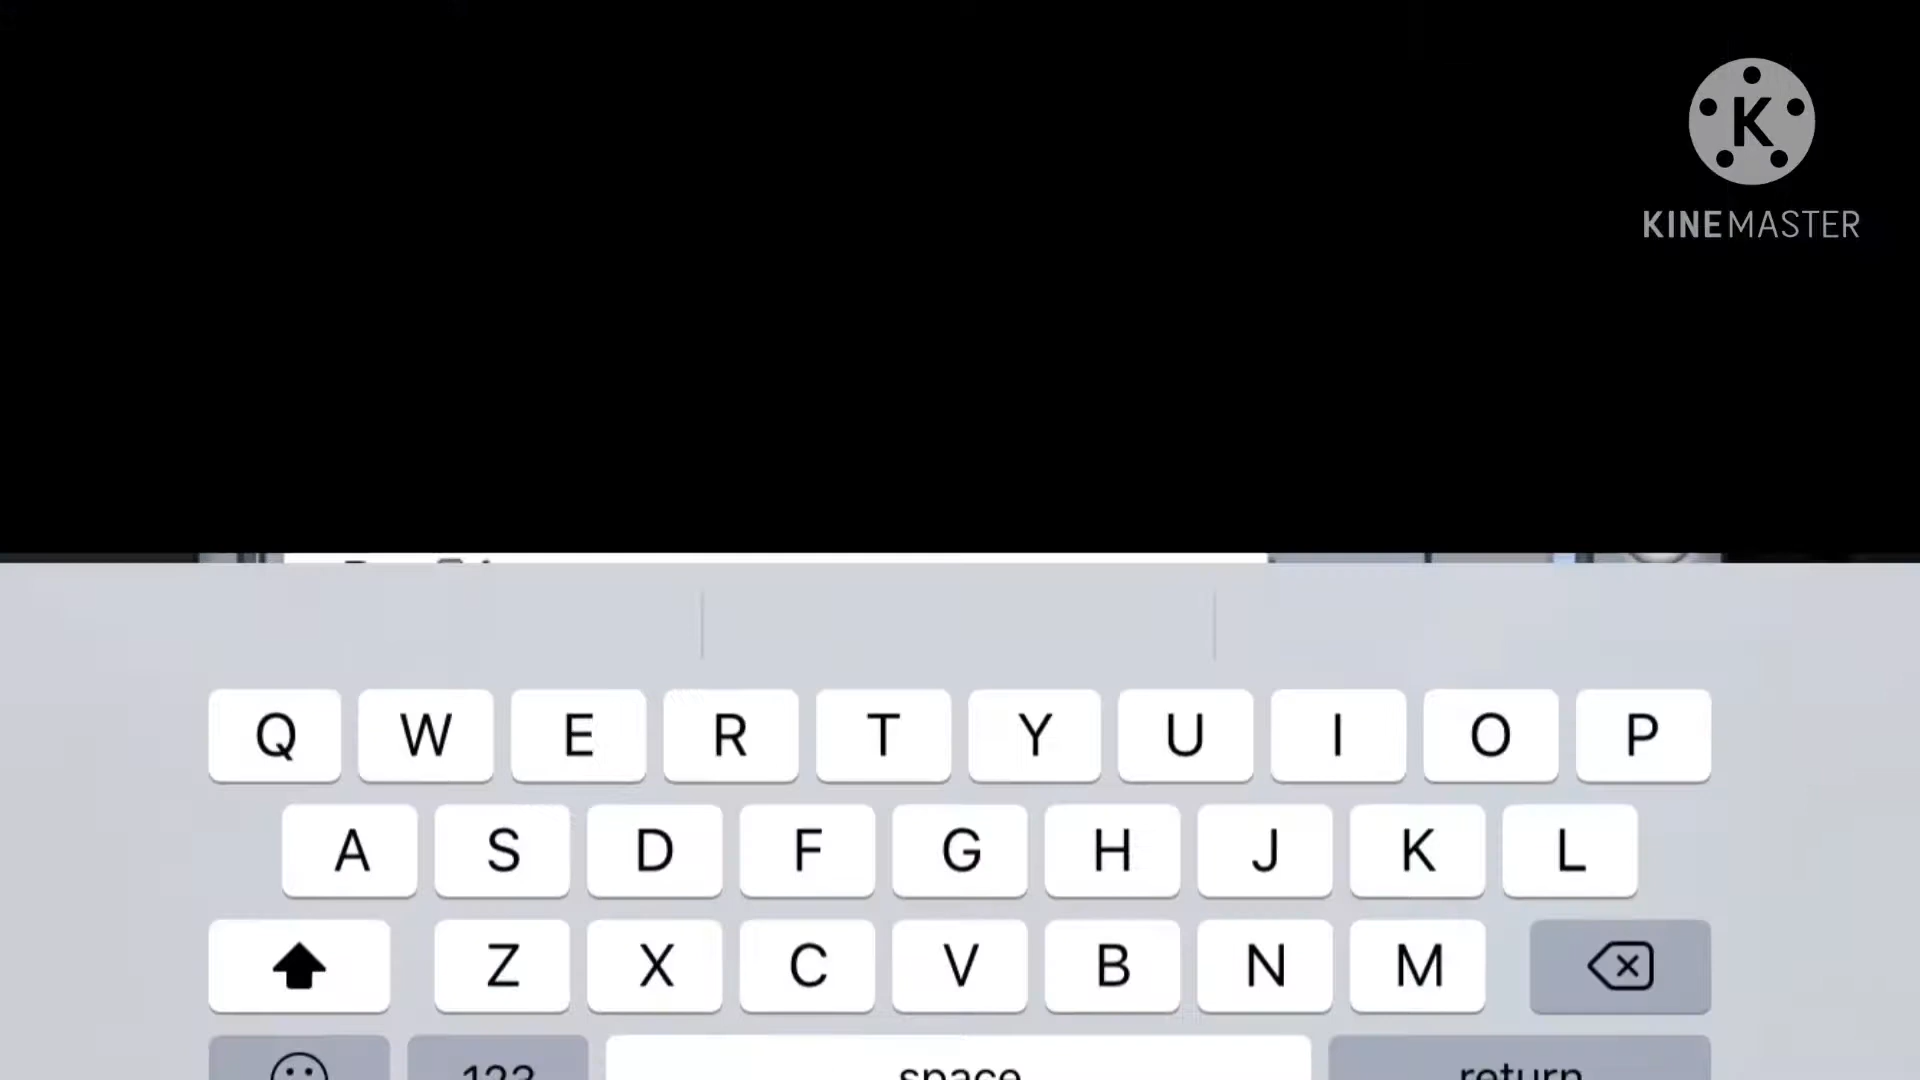 K
KINEMASTER
Q W E R T Y U I O P
A S D F G H J K L
Z X C V B N M
123 space return